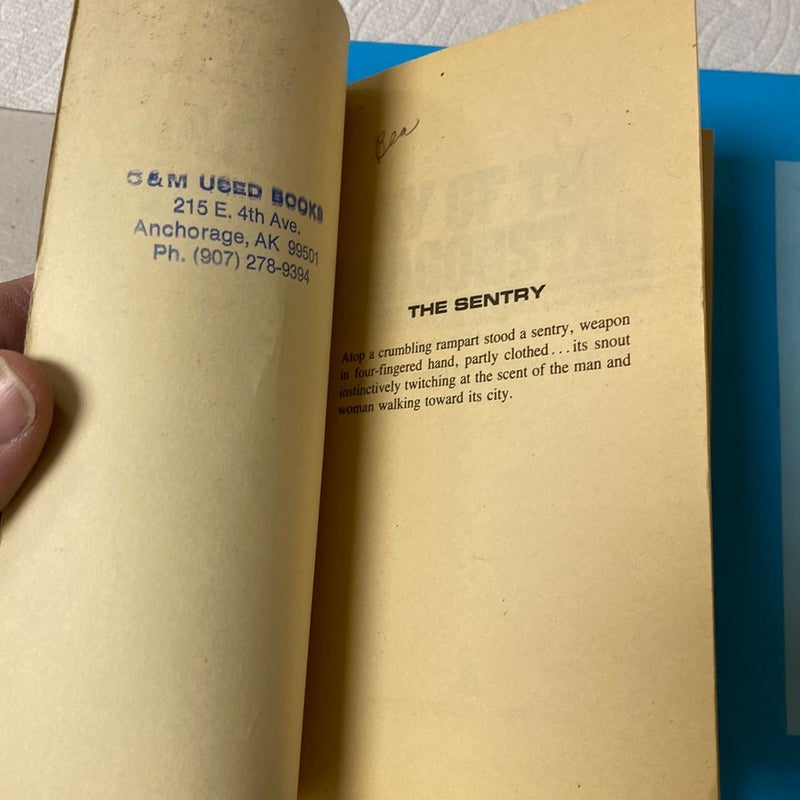 G&M USED BOOKS
215 E. 4th Ave.
Anchorage, AK 99501
Ph. (907) 278-9394
Bea
THE SENTRY
Atop a crumbling rampart stood a sentry, weapon
in four-fingered hand, partly clothed...its snout
instinctively twitching at the scent of the man and
woman walking toward its city.